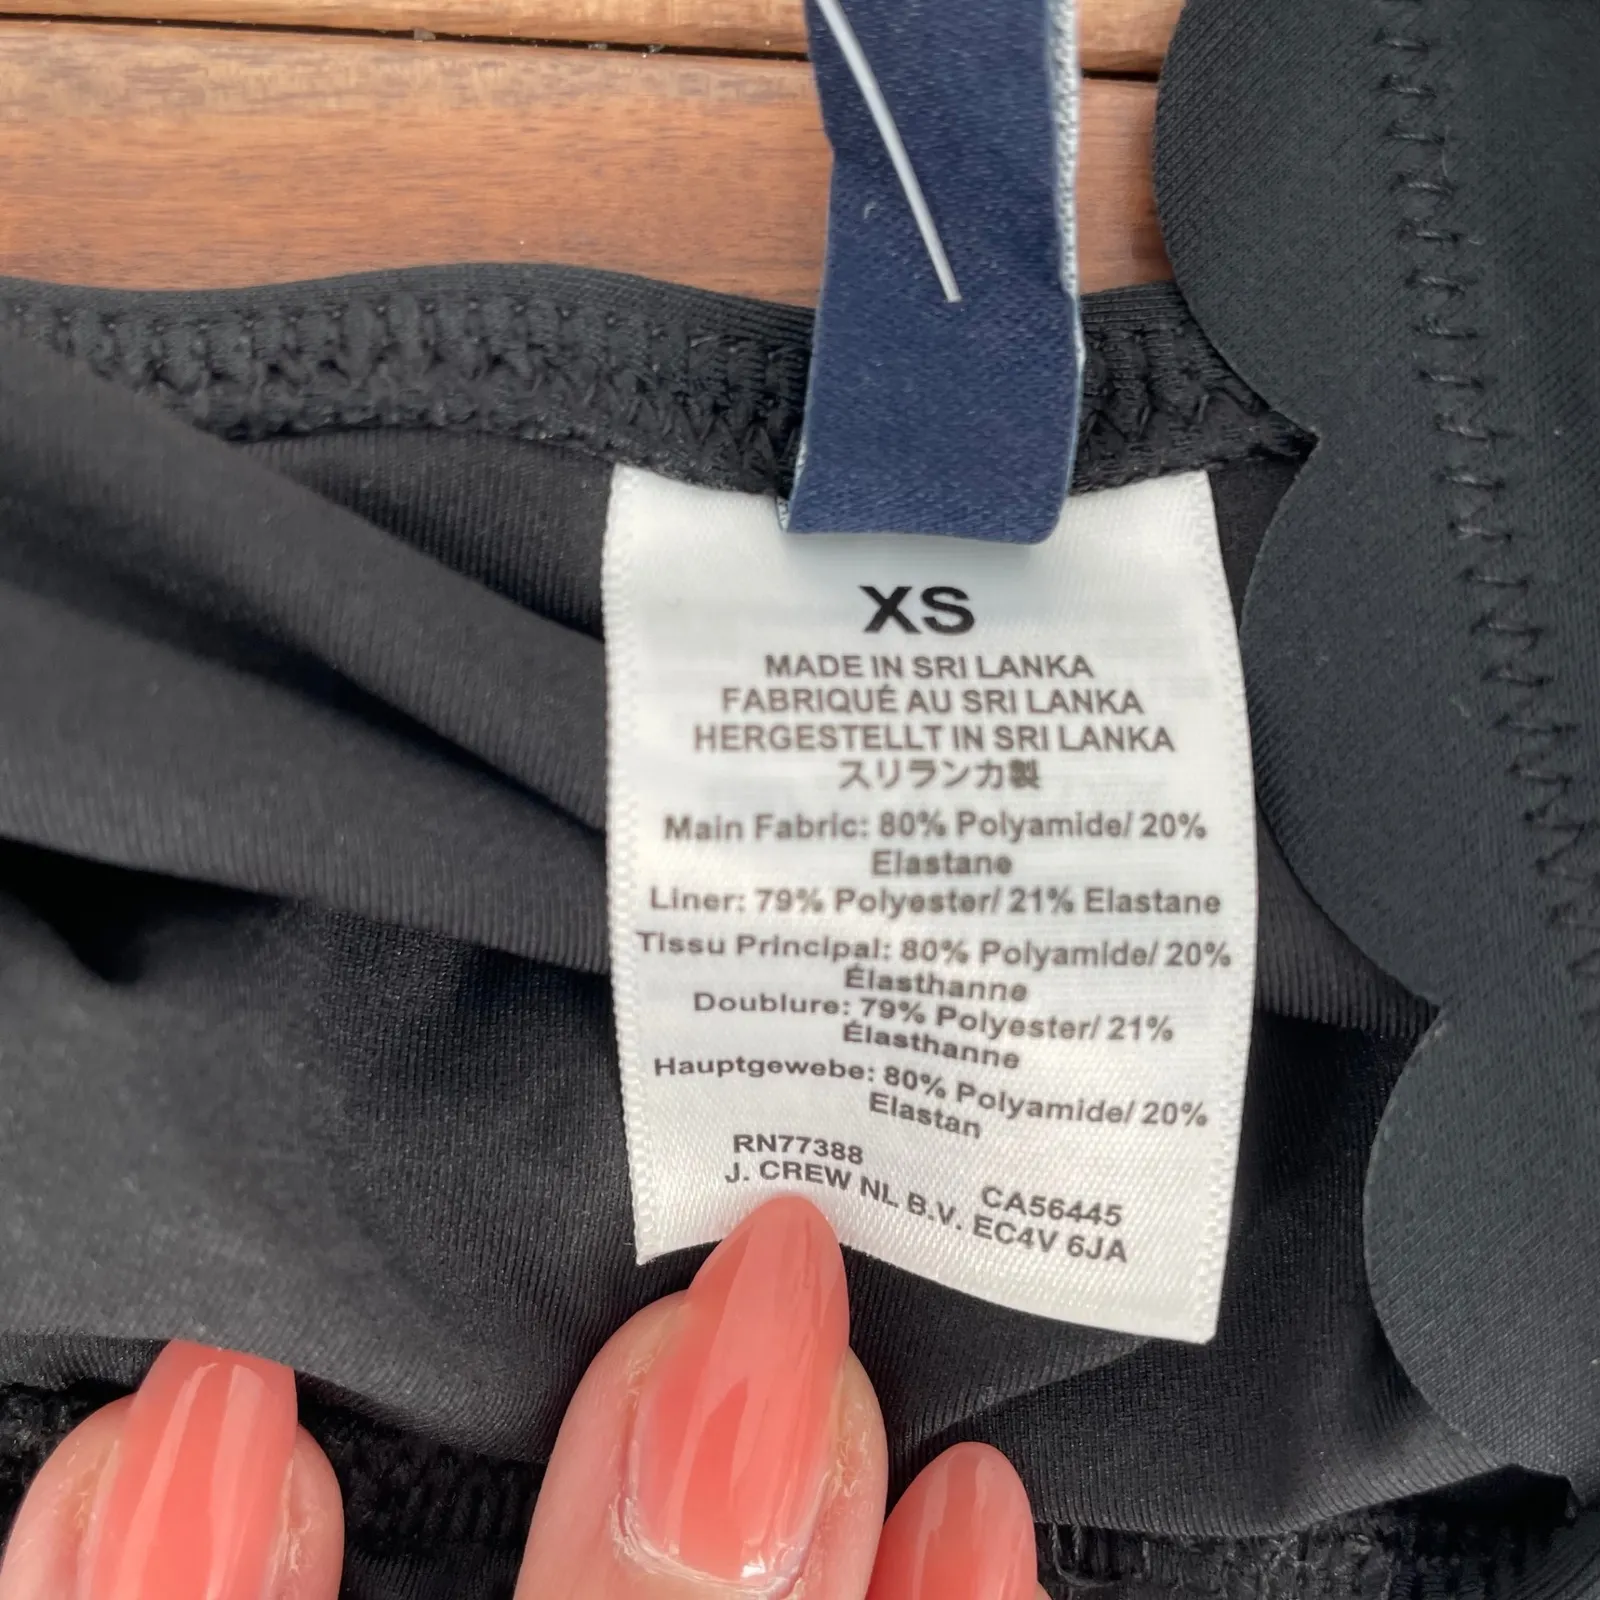 XS
MADE IN SRI LANKA
FABRIQUÉ AU SRI LANKA
HERGESTELLT IN SRI LANKA
スリランカ製
Main Fabric: 80% Polyamide/ 20%
Elastane
Liner: 79% Polyester/ 21% Elastane
Tissu Principal: 80% Polyamide/ 20%
Élasthanne
Doublure: 79% Polyester/ 21%
Élasthanne
Hauptgewebe: 80% Polyamide/ 20%
Elastan
RN77388 CA56445
J. CREW NL B.V. EC4V 6JA